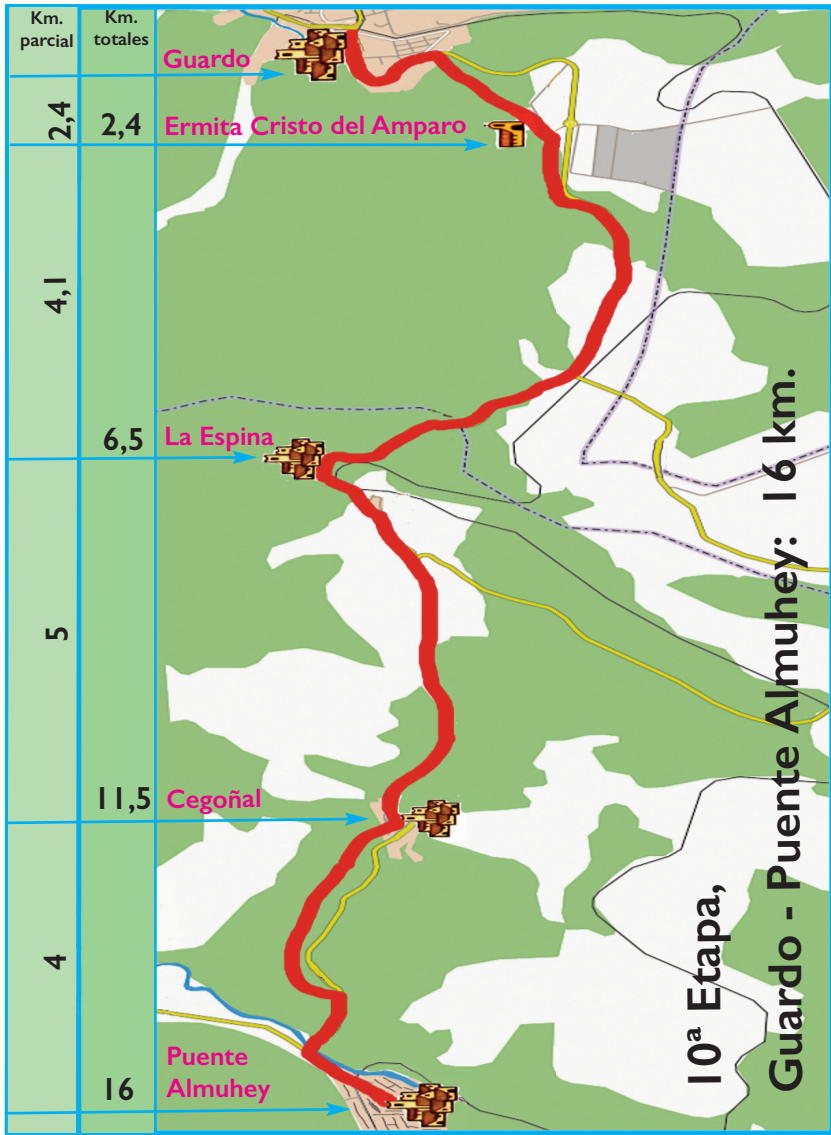 Km.
parcial
Km.
totales
Guardo
2,4
2,4
Ermita Cristo del Amparo
4,1
6,5
La Espina
5
11,5
Cegoñal
4
Puente
Almuhey
16
10ª Etapa,
Guardo - Puente Almuhey: 16 km.